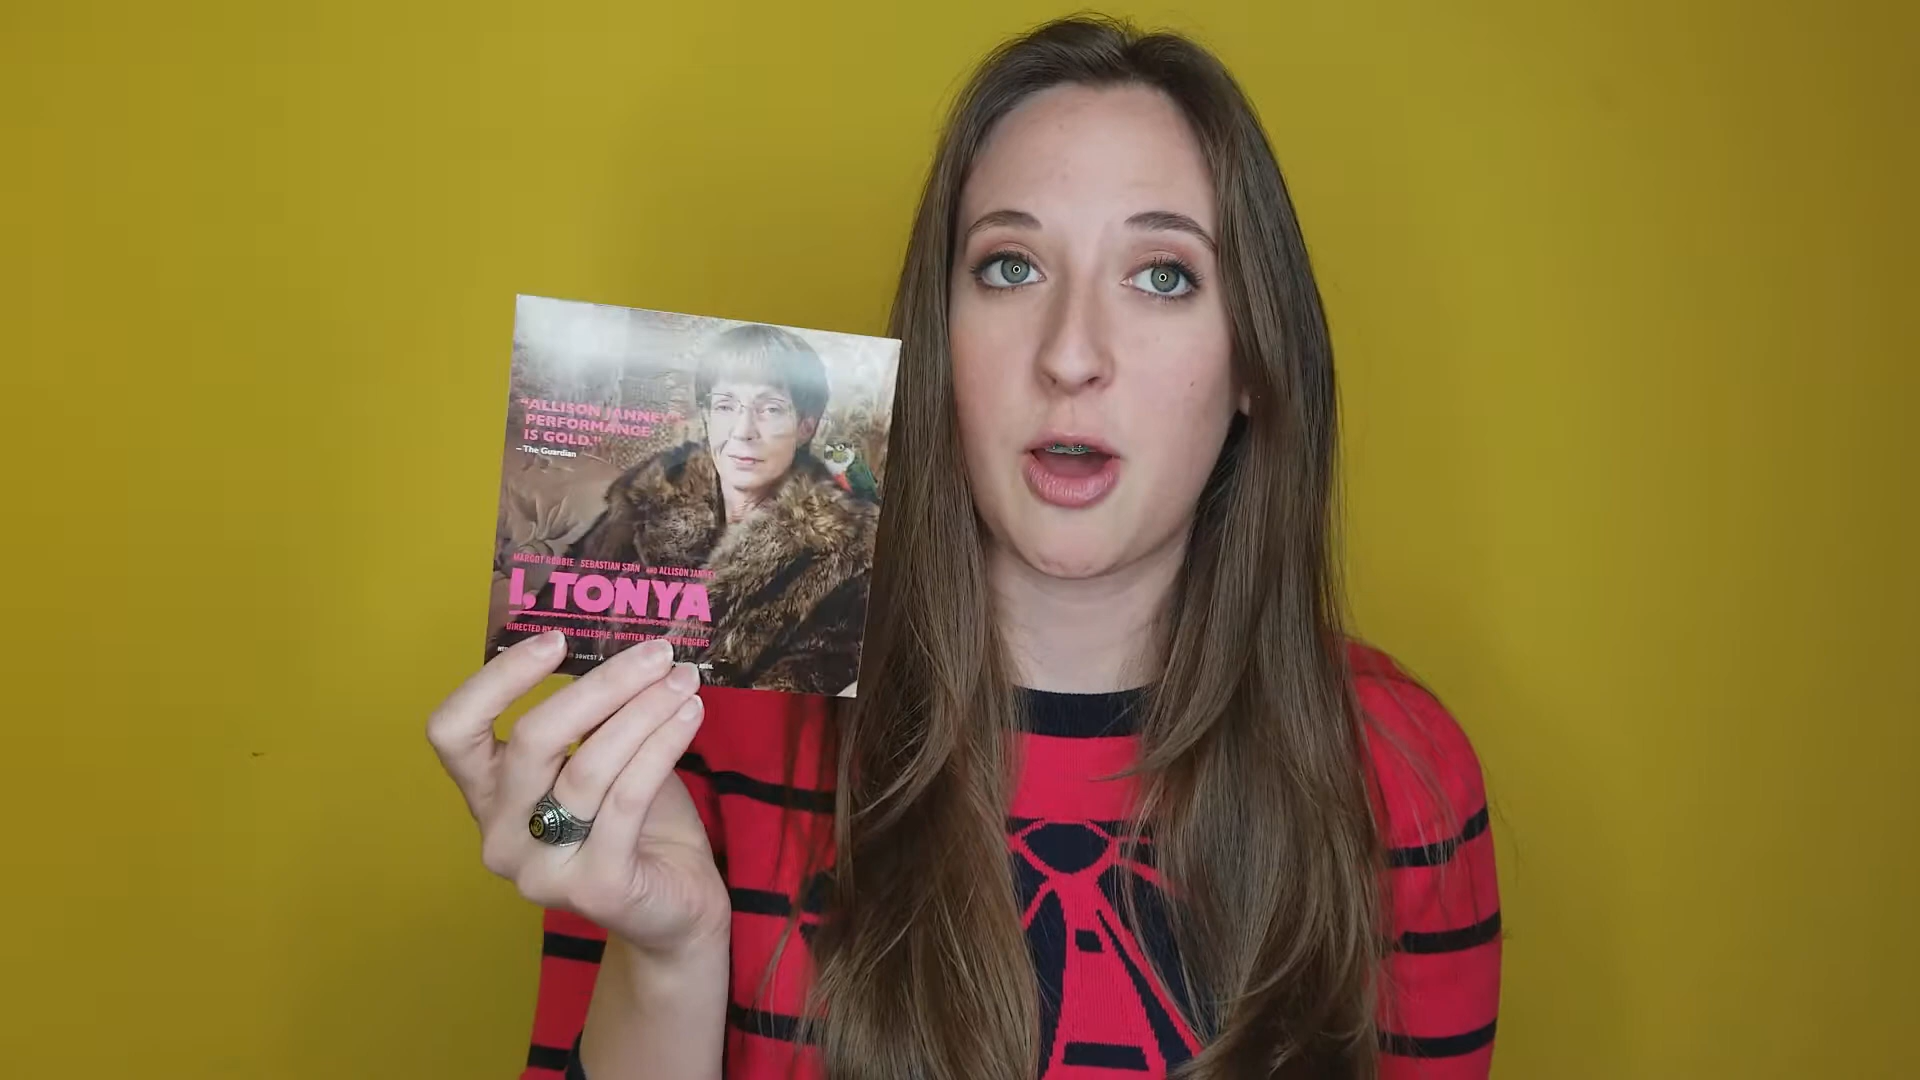 "ALLISON JANNEY'S
PERFORMANCE
IS GOLD."
– The Guardian
MARGOT ROBBIE SEBASTIAN STAN AND ALLISON JANNEY
I, TONYA
DIRECTED BY CRAIG GILLESPIE WRITTEN BY STEVEN ROGERS
30WEST